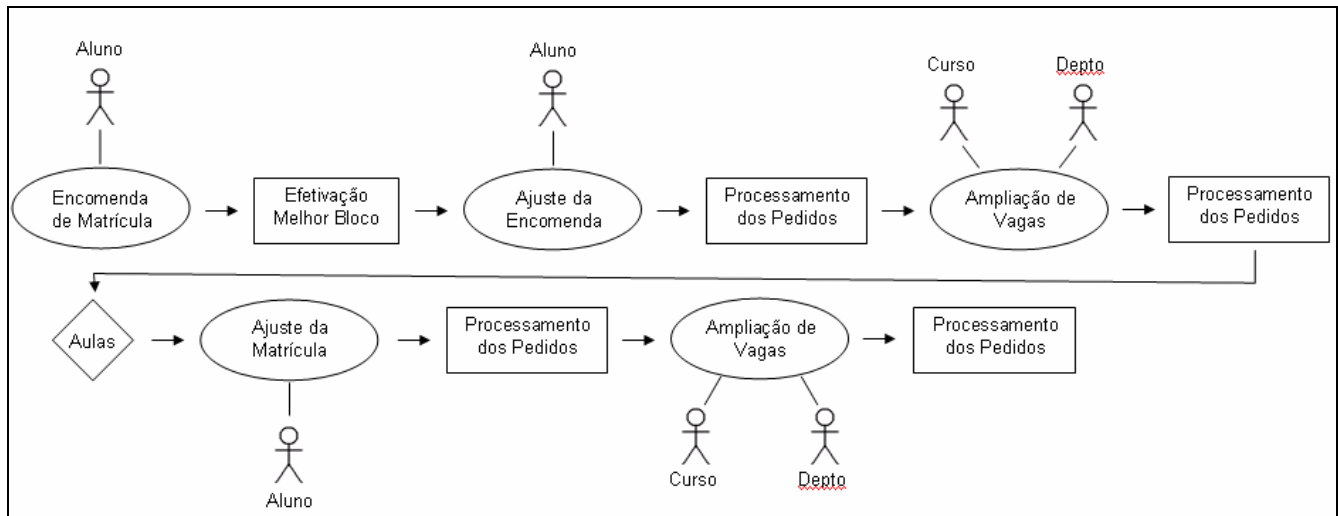 Aluno
Aluno
Curso
Depto
Encomenda
de Matrícula
Efetivação
Melhor Bloco
Ajuste da
Encomenda
Processamento
dos Pedidos
Ampliação de
Vagas
Processamento
dos Pedidos
Aulas
Ajuste da
Matrícula
Processamento
dos Pedidos
Ampliação de
Vagas
Processamento
dos Pedidos
Aluno
Curso
Depto